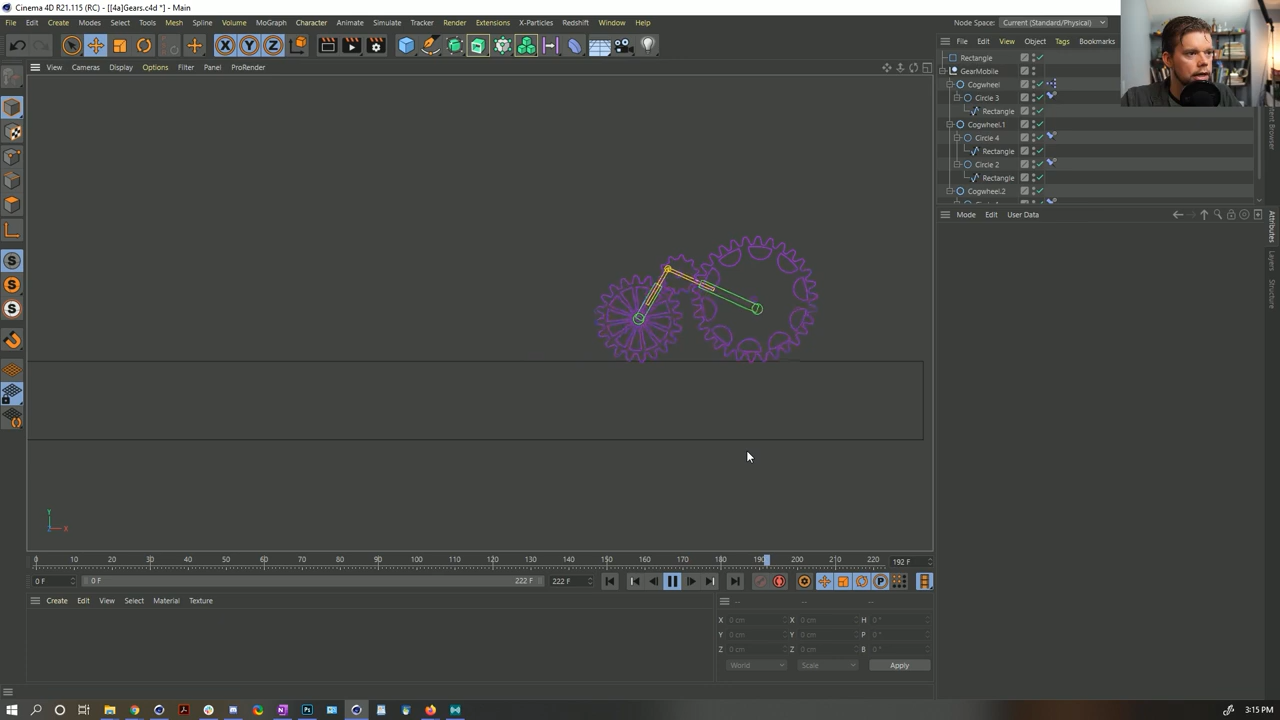 Cinema 4D R21.115 (RC) - [[4a]Gears.c4d *] - Main
File Edit Create Modes Select Tools Mesh Spline Volume MoGraph Character Animate Simulate Tracker Render Extensions X-Particles Redshift Window Help
Node Space: Current (Standard/Physical)
X Y Z
File Edit View Object Tags Bookmarks
View Cameras Display Options Filter Panel ProRender
Rectangle
GearMobile
Cogwheel
Circle 3
Rectangle
Cogwheel.1
Circle 4
Rectangle
Circle 2
Rectangle
Cogwheel.2
Mode Edit User Data
Attributes
Layers
Structure
S
S
S
Y
X
0 10 20 30 40 50 60 70 80 90 100 110 120 130 140 150 160 170 180 190 200 210 220
192 F
0 F
0 F
222 F
222 F
P
Create Edit View Select Material Texture
-- -- --
X 0 cm X 0 cm H 0 °
Y 0 cm Y 0 cm P 0 °
Z 0 cm Z 0 cm B 0 °
World Scale Apply
3:15 PM